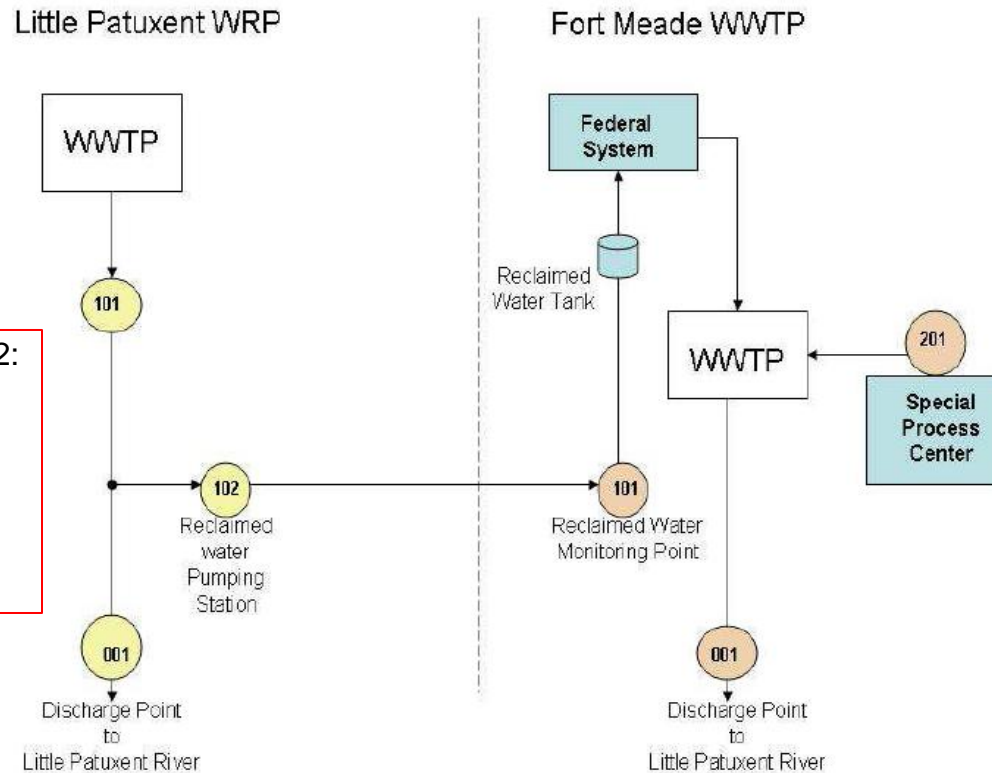 Little Patuxent WRP
WWTP
101
2:
102
Reclaimed
water
Pumping
Station
001
Discharge Point
to
Little Patuxent River
Fort Meade WWTP
Federal
System
Reclaimed
Water Tank
WWTP
201
Special
Process
Center
101
Reclaimed Water
Monitoring Point
001
Discharge Point
to
Little Patuxent River